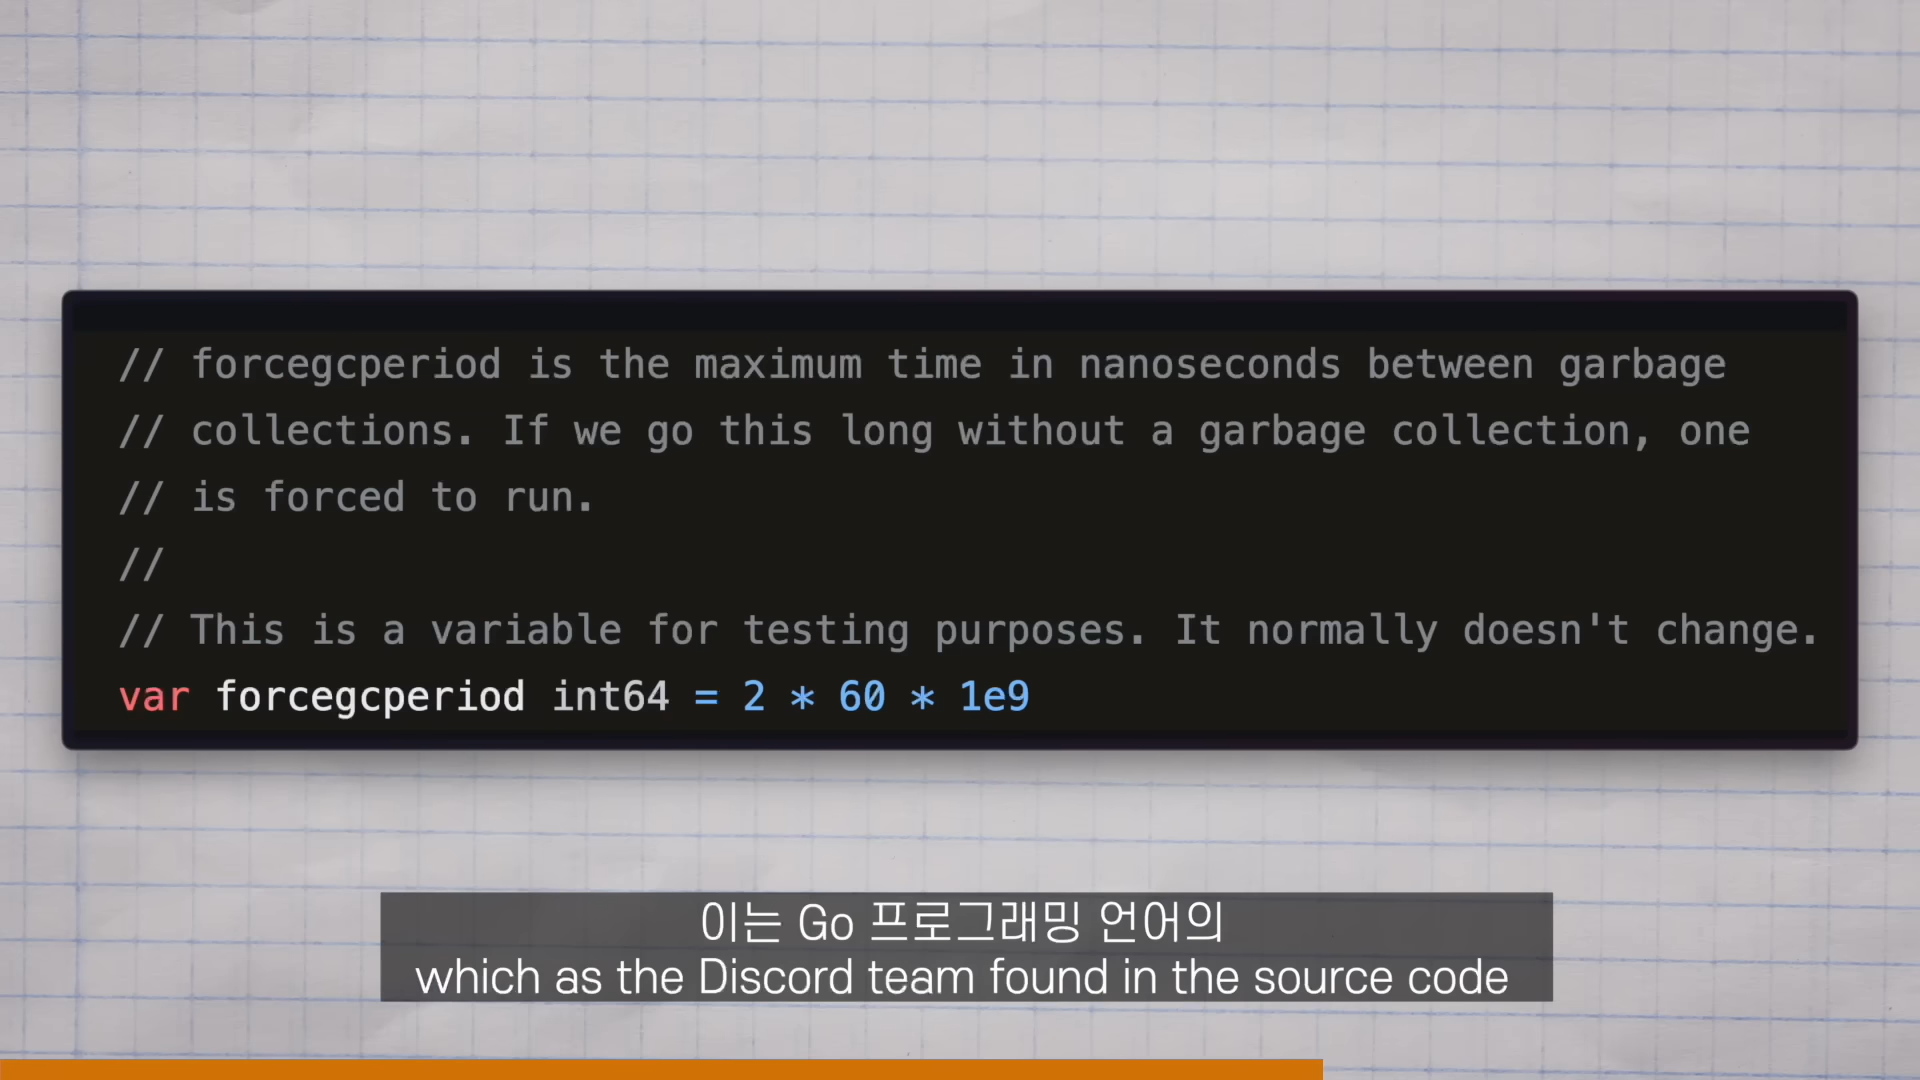 // forcegcperiod is the maximum time in nanoseconds between garbage
// collections. If we go this long without a garbage collection, one
// is forced to run.
//
// This is a variable for testing purposes. It normally doesn't change.
var forcegcperiod int64 = 2 * 60 * 1e9
이는 Go 프로그래밍 언어의
which as the Discord team found in the source code